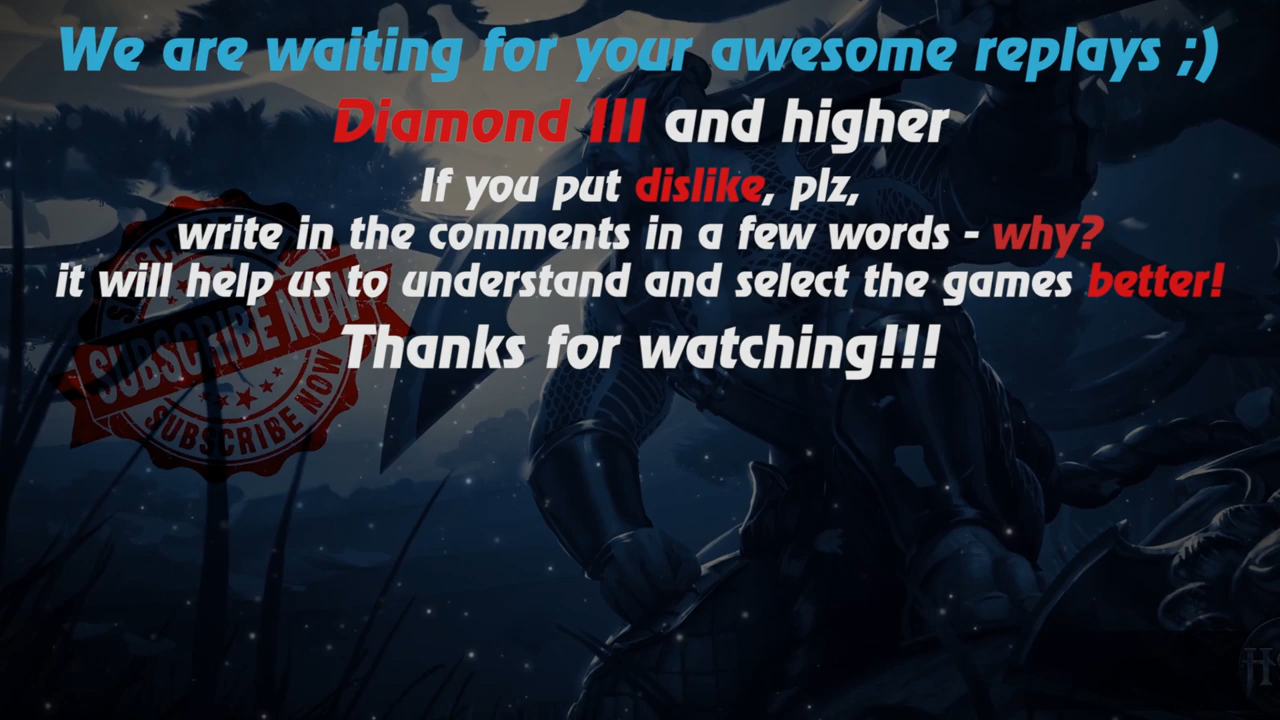 We are waiting for your awesome replays ;)
Diamond III and higher
If you put dislike, plz,
write in the comments in a few words - why?
it will help us to understand and select the games better!
Thanks for watching!!!
SUBSCRIBE NOW
SUBSCRIBE NOW